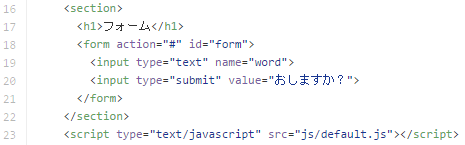 16 <section>
17 <h1>フォーム</h1>
18 <form action="#" id="form">
19 <input type="text" name="word">
20 <input type="submit" value="おしますか？">
21 </form>
22 </section>
23 <script type="text/javascript" src="js/default.js"></script>